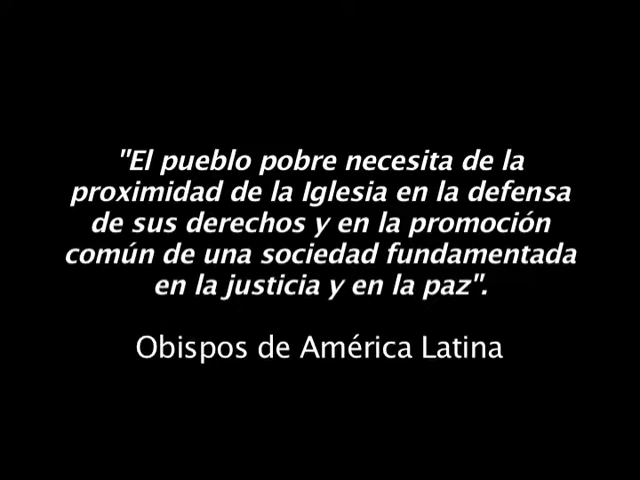 "El pueblo pobre necesita de la
proximidad de la Iglesia en la defensa
de sus derechos y en la promoción
común de una sociedad fundamentada
en la justicia y en la paz".
Obispos de América Latina